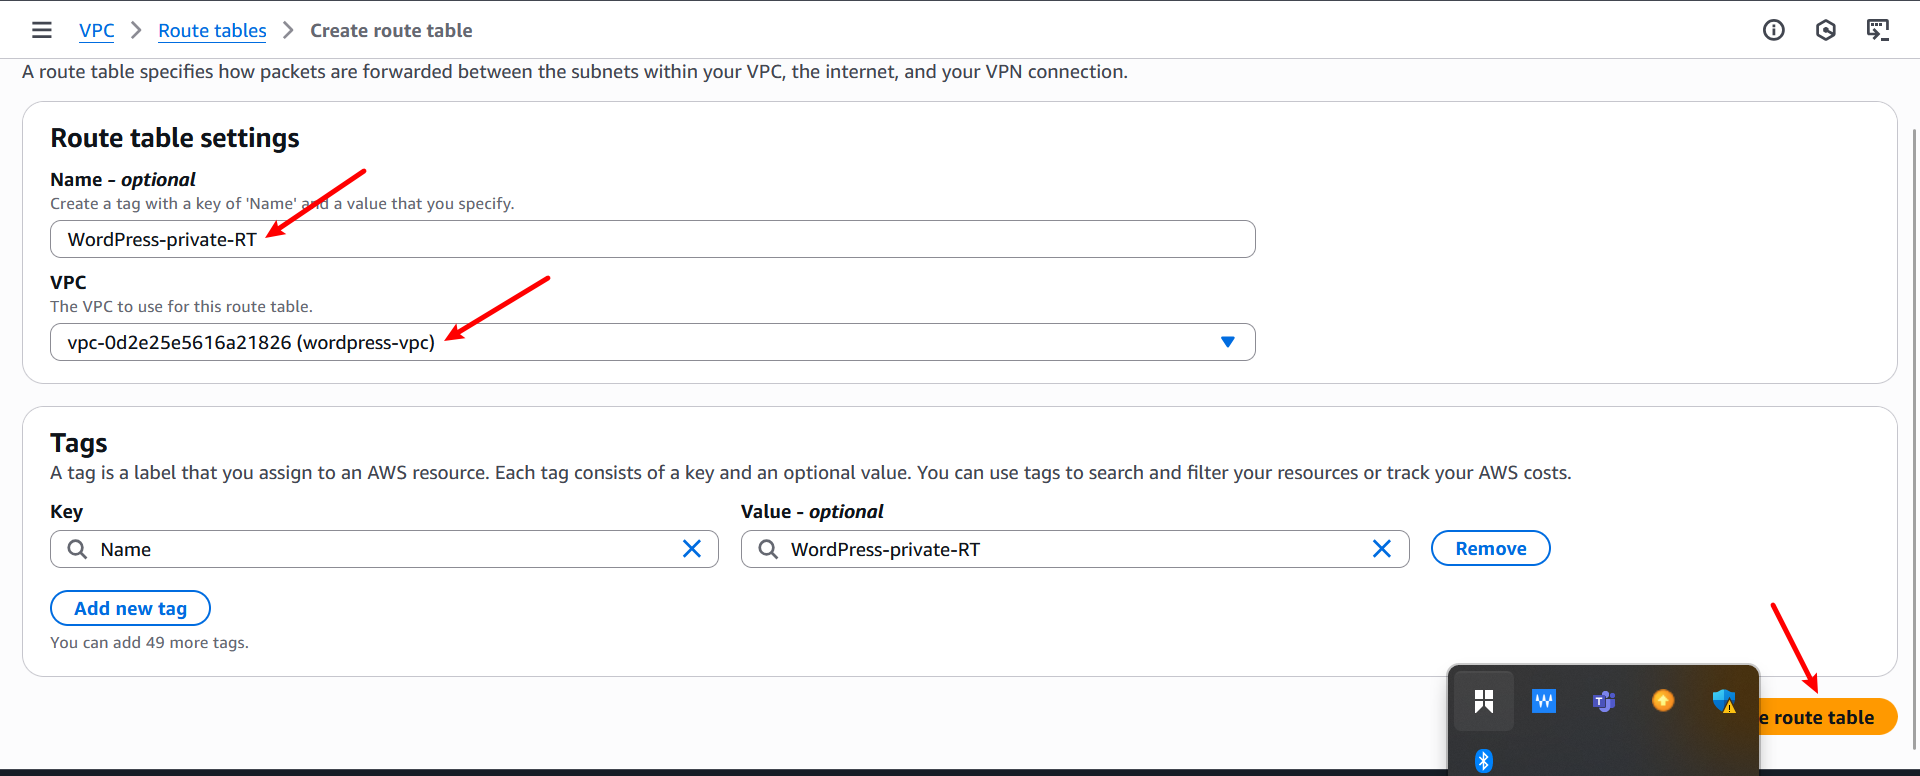 VPC > Route tables > Create route table
A route table specifies how packets are forwarded between the subnets within your VPC, the internet, and your VPN connection.
Route table settings
Name - optional
Create a tag with a key of 'Name' and a value that you specify.
WordPress-private-RT
VPC
The VPC to use for this route table.
vpc-0d2e25e5616a21826 (wordpress-vpc)
Tags
A tag is a label that you assign to an AWS resource. Each tag consists of a key and an optional value. You can use tags to search and filter your resources or track your AWS costs.
Key
Value - optional
Name
WordPress-private-RT
Remove
Add new tag
You can add 49 more tags.
e route table